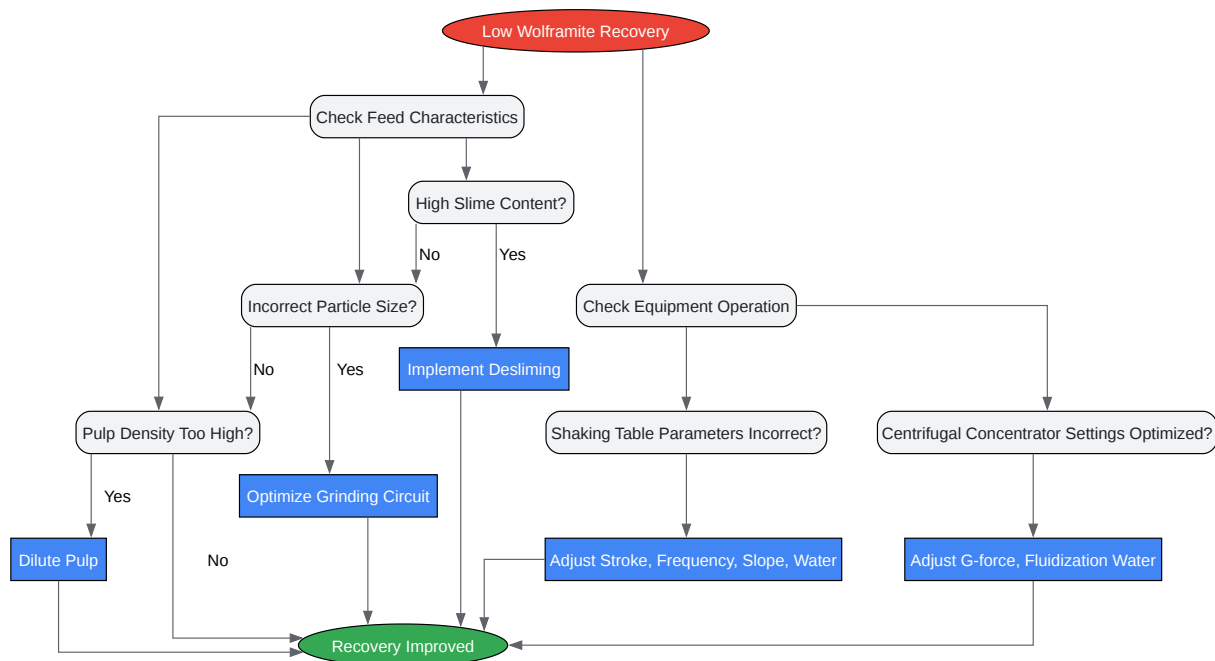 Low Wolframite Recovery
Check Feed Characteristics
High Slime Content?
No
Yes
Incorrect Particle Size?
Check Equipment Operation
No
Yes
Implement Desliming
Pulp Density Too High?
Shaking Table Parameters Incorrect?
Centrifugal Concentrator Settings Optimized?
Yes
Optimize Grinding Circuit
Dilute Pulp
No
Adjust Stroke, Frequency, Slope, Water
Adjust G-force, Fluidization Water
Recovery Improved